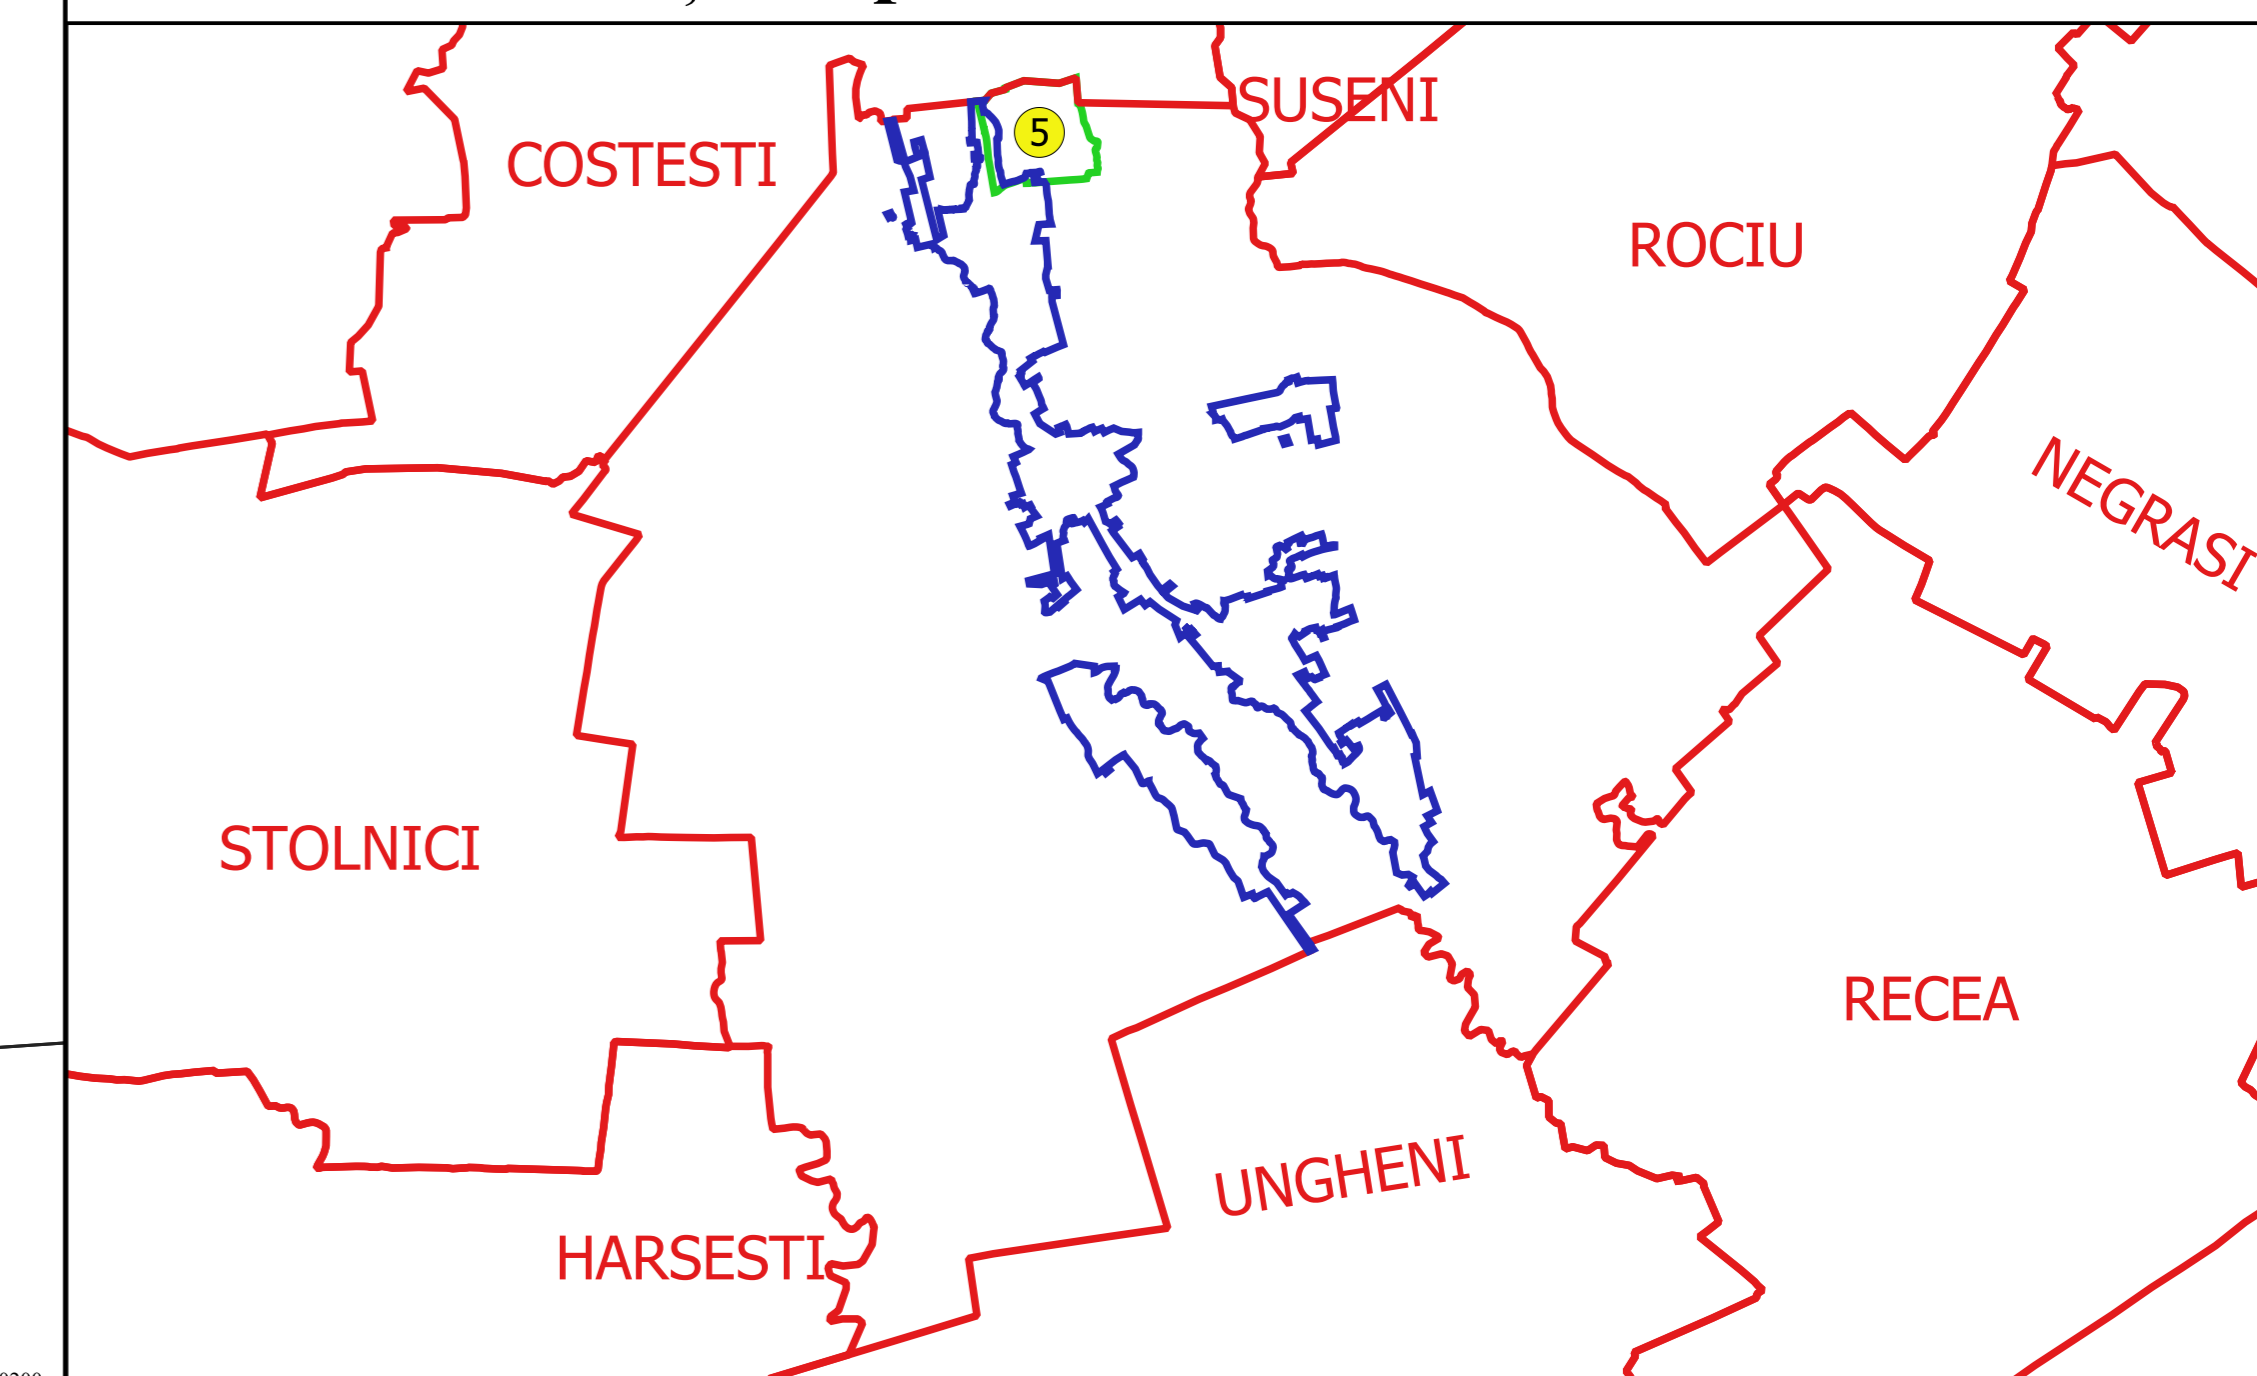 SUSENI
5
COSTESTI
ROCIU
NEGRASI
STOLNICI
RECEA
UNGHENI
HARSESTI